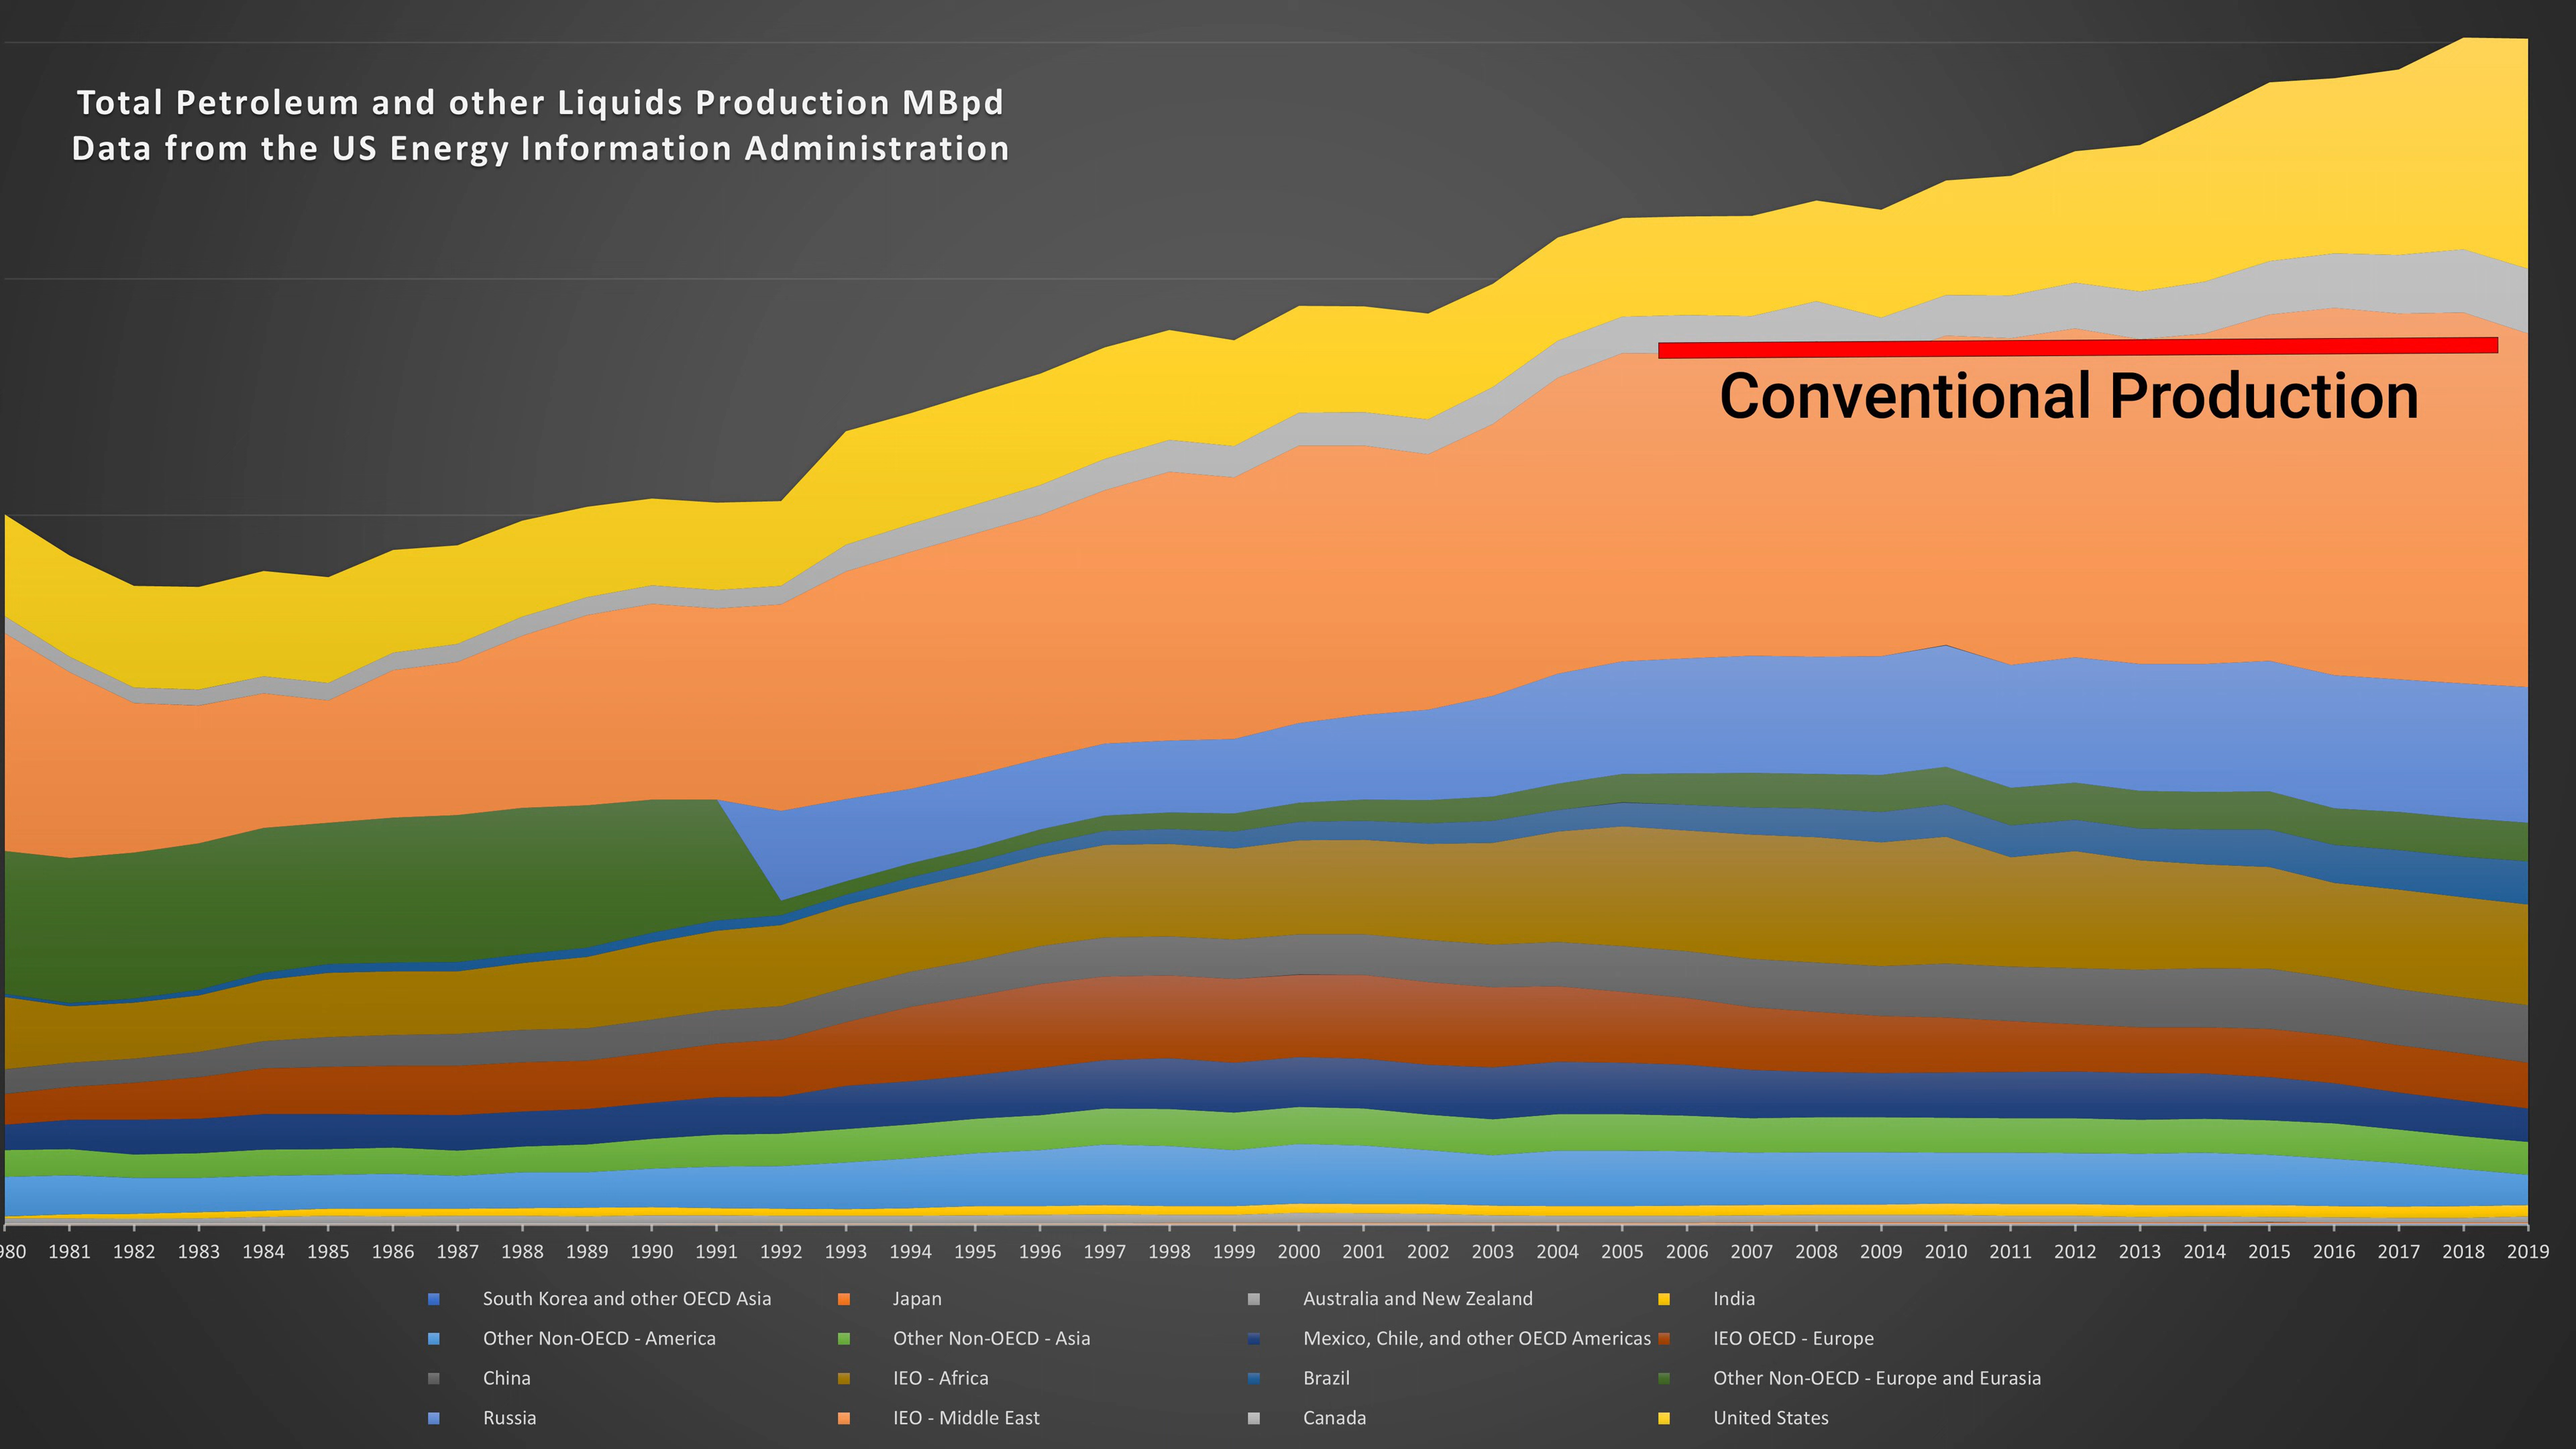 Total Petroleum and other Liquids Production MBpd
Data from the US Energy Information Administration
Conventional Production
980 1981 1982 1983 1984 1985 1986 1987 1988 1989 1990 1991 1992 1993 1994 1995 1996 1997 1998 1999 2000 2001 2002 2003 2004 2005 2006 2007 2008 2009 2010 2011 2012 2013 2014 2015 2016 2017 2018 2019
South Korea and other OECD Asia Japan Australia and New Zealand India
Other Non-OECD - America Other Non-OECD - Asia Mexico, Chile, and other OECD Americas IEO OECD - Europe
China IEO - Africa Brazil Other Non-OECD - Europe and Eurasia
Russia IEO - Middle East Canada United States